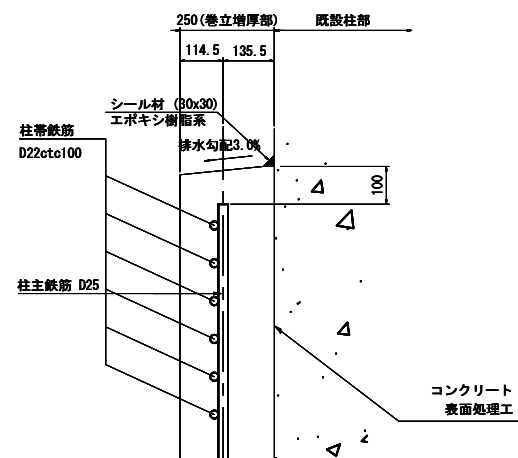 250(巻立増厚部)
既設柱部
114.5
135.5
シール材 (30x30)
エポキシ樹脂系
柱帯鉄筋
D22ctc100
排水勾配3.0%
100
柱主鉄筋 D25
コンクリート
表面処理工